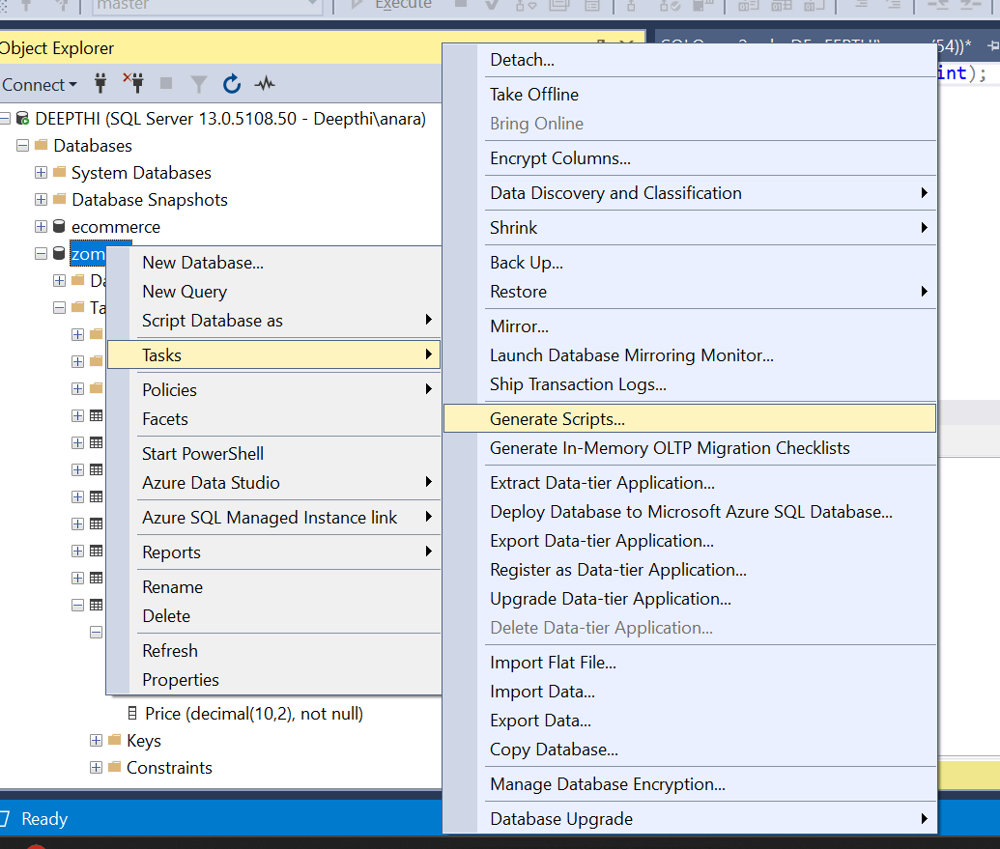 master
Execute
Object Explorer
54))*
int);
Connect
DEEPTHI (SQL Server 13.0.5108.50 - Deepthi\anara)
Databases
System Databases
Database Snapshots
ecommerce
zom
New Database...
New Query
Script Database as
Tasks
Policies
Facets
Start PowerShell
Azure Data Studio
Azure SQL Managed Instance link
Reports
Rename
Delete
Refresh
Properties
Price (decimal(10,2), not null)
Keys
Constraints
Detach...
Take Offline
Bring Online
Encrypt Columns...
Data Discovery and Classification
Shrink
Back Up...
Restore
Mirror...
Launch Database Mirroring Monitor...
Ship Transaction Logs...
Generate Scripts...
Generate In-Memory OLTP Migration Checklists
Extract Data-tier Application...
Deploy Database to Microsoft Azure SQL Database...
Export Data-tier Application...
Register as Data-tier Application...
Upgrade Data-tier Application...
Delete Data-tier Application...
Import Flat File...
Import Data...
Export Data...
Copy Database...
Manage Database Encryption...
Database Upgrade
Ready